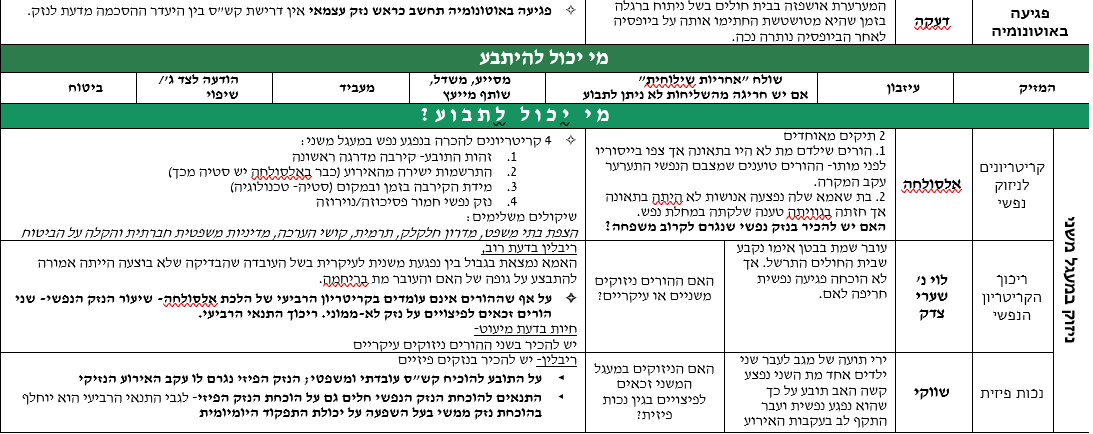 פגיעה
באוטונומיה
דעקה
המערערת אושפזה בבית חולים בשל ניתוח ברגלה
בזמן שהיא מטושטשת החתימו אותה על ביופסיה
לאחר הביופסיה נותרה נכה.
✧ פגיעה באוטונומיה תחשב כראש נזק עצמאי אין דרישת קש"ס בין היעדר ההסכמה מדעת לנזק.
מי יכול להיתבע
המזיק
עיזבון
שולח "אחריות שילוחית"
אם יש חריגה מהשליחות לא ניתן לתבוע
מסייע, משדל,
שותף מייעץ
מעביד
הודעה לצד ג'/
שיפוי
ביטוח
מי יכול לתבוע?
ניזוק במעגל משני
קריטריונים
לניזוק
נפשי
אלסולחה
2 תיקים מאוחדים
1. הורים שילדם מת לא היו בתאונה אך צפו בייסוריו
לפני מותו- ההורים טוענים שמצבם הנפשי התערער
עקב המקרה.
2. בת שאמא שלה נפצעה אנושות לא היתה בתאונה
אך חזתה בגוויתה טענה שלקתה במחלת נפש.
האם יש להכיר בנזק נפשי שנגרם לקרוב משפחה?
✧ 4 קריטריונים להכרה בנפגע נפש במעגל משני:
1. זהות התובע- קירבה מדרגה ראשונה
2. התרשמות ישירה מהאירוע (כבר באלסולחה יש סטיה מכך)
3. מידת הקירבה בזמן ובמקום (סטיה- טכנולוגיה)
4. נזק נפשי חמור פסיכוזה/נוירוזה
שיקולים משלימים:
הצפת בתי משפט, מדרון חלקלק, תרמית, קושי הערכה, מדיניות משפטית חברתית והקלה על הביטוח
ריכוך
הקריטריון
הנפשי
לוי נ'
שערי
צדק
עובר שמת בבטן אימו נקבע
שבית החולים התרשל. אך
לא הוכחה פגיעה נפשית
חריפה לאם.
האם ההורים ניזוקים
משניים או עיקריים?
ריבלין בדעת רוב,
האמא נמצאת בגבול בין נפגעת משנית לעיקרית בשל העובדה שהבדיקה שלא בוצעה הייתה אמורה
להתבצע על גופה של האם והעובר מת בריחמה.
✧ על אף שההורים אינם עומדים בקריטריון הרביעי של הלכת אלסולחה- שיעור הנזק הנפשי- שני
הורים זכאים לפיצויים על נזק לא-ממוני. ריכוך התנאי הרביעי.
חיות בדעת מיעוט-
יש להכיר בשני ההורים ניזוקים עיקריים
נכות פיזית
שווקי
ירי תועה של מגב לעבר שני
ילדים אחד מת השני נפצע
קשה האב תובע על כך
שהוא נפגע נפשית ועבר
התקף לב בעקבות האירוע
האם הניזוקים במעגל
המשני זכאים
לפיצויים בגין נכות
פיזית?
ריבלין- יש להכיר בנזקים פיזיים
על התובע להוכיח קש"ס עובדתי ומשפטי; הנזק הפיזי נגרם לו עקב האירוע הנזיקי
התנאים להוכחת הנזק הנפשי חלים גם על הוכחת הנזק הפיזי- לגבי התנאי הרביעי הוא יוחלף
בהוכחת נזק ממשי בעל השפעה על יכולת התפקוד היומיומית